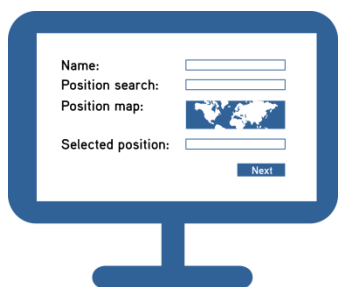 Name:
Position search:
Position map:
Selected position:
Next